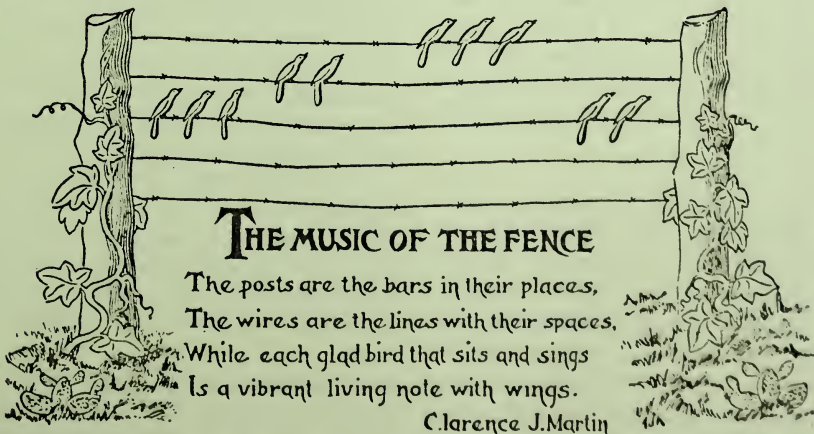 THE MUSIC OF THE FENCE
The posts are the bars in their places,
The wires are the lines with their spaces,
While each glad bird that sits and sings
Is a vibrant living note with wings.
Clarence J. Martin